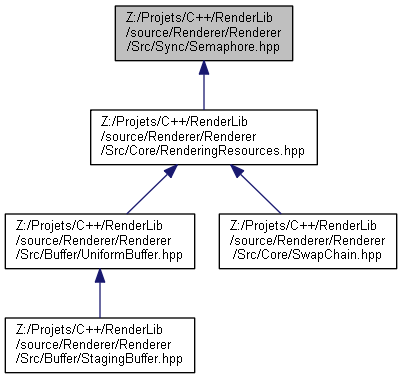 Z:/Projets/C++/RenderLib
/source/Renderer/Renderer
/Src/Sync/Semaphore.hpp
Z:/Projets/C++/RenderLib
/source/Renderer/Renderer
/Src/Core/RenderingResources.hpp
Z:/Projets/C++/RenderLib
/source/Renderer/Renderer
/Src/Buffer/UniformBuffer.hpp
Z:/Projets/C++/RenderLib
/source/Renderer/Renderer
/Src/Core/SwapChain.hpp
Z:/Projets/C++/RenderLib
/source/Renderer/Renderer
/Src/Buffer/StagingBuffer.hpp